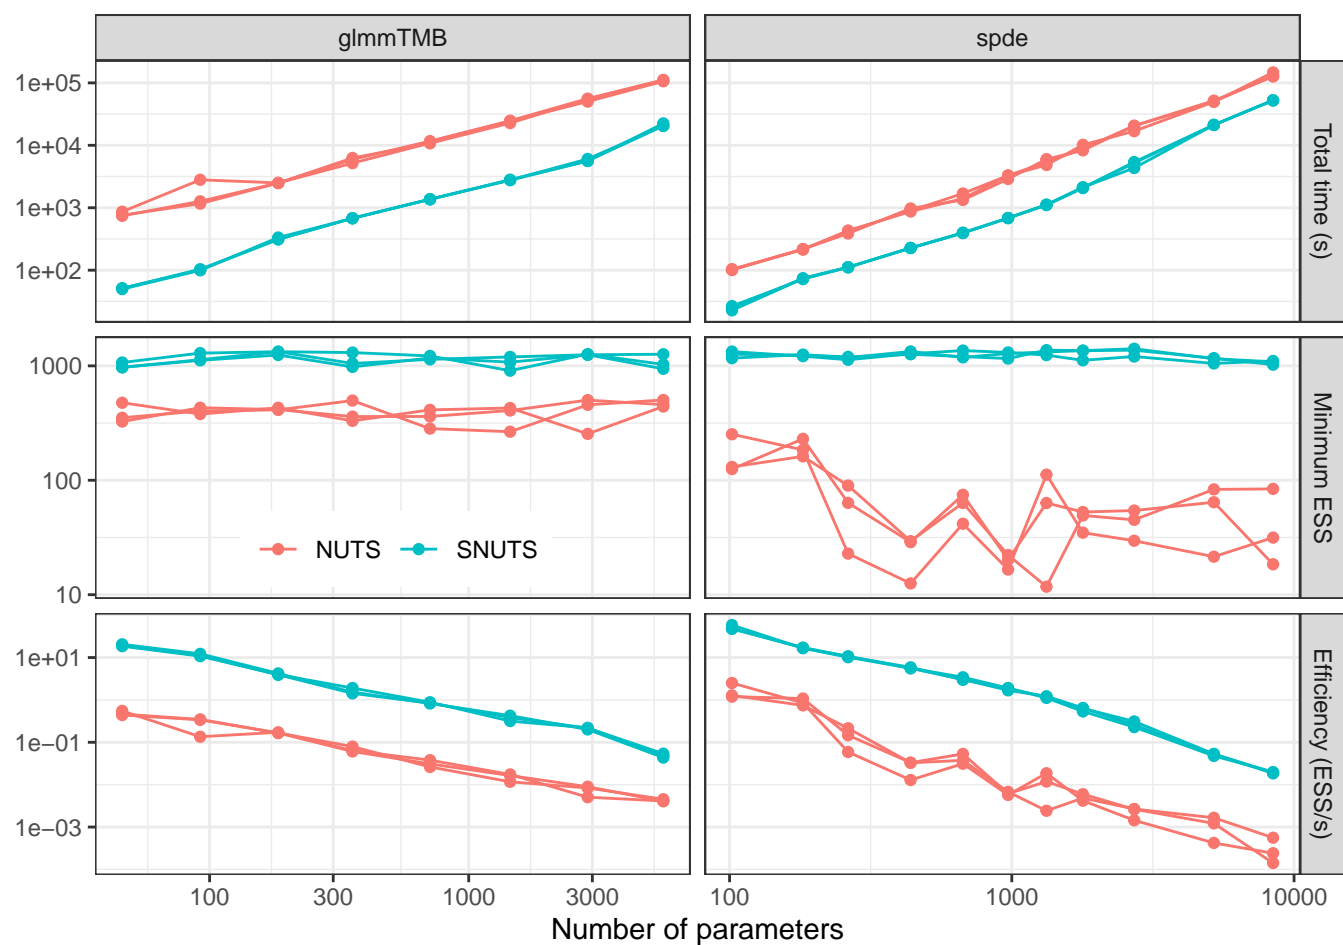 glmmTMB
spde
1e+05
1e+04
1e+03
1e+02
Total time (s)
1000
100
10
Minimum ESS
NUTS
SNUTS
1e+01
1e−01
1e−03
Efficiency (ESS/s)
100
300
1000
3000
100
1000
10000
Number of parameters